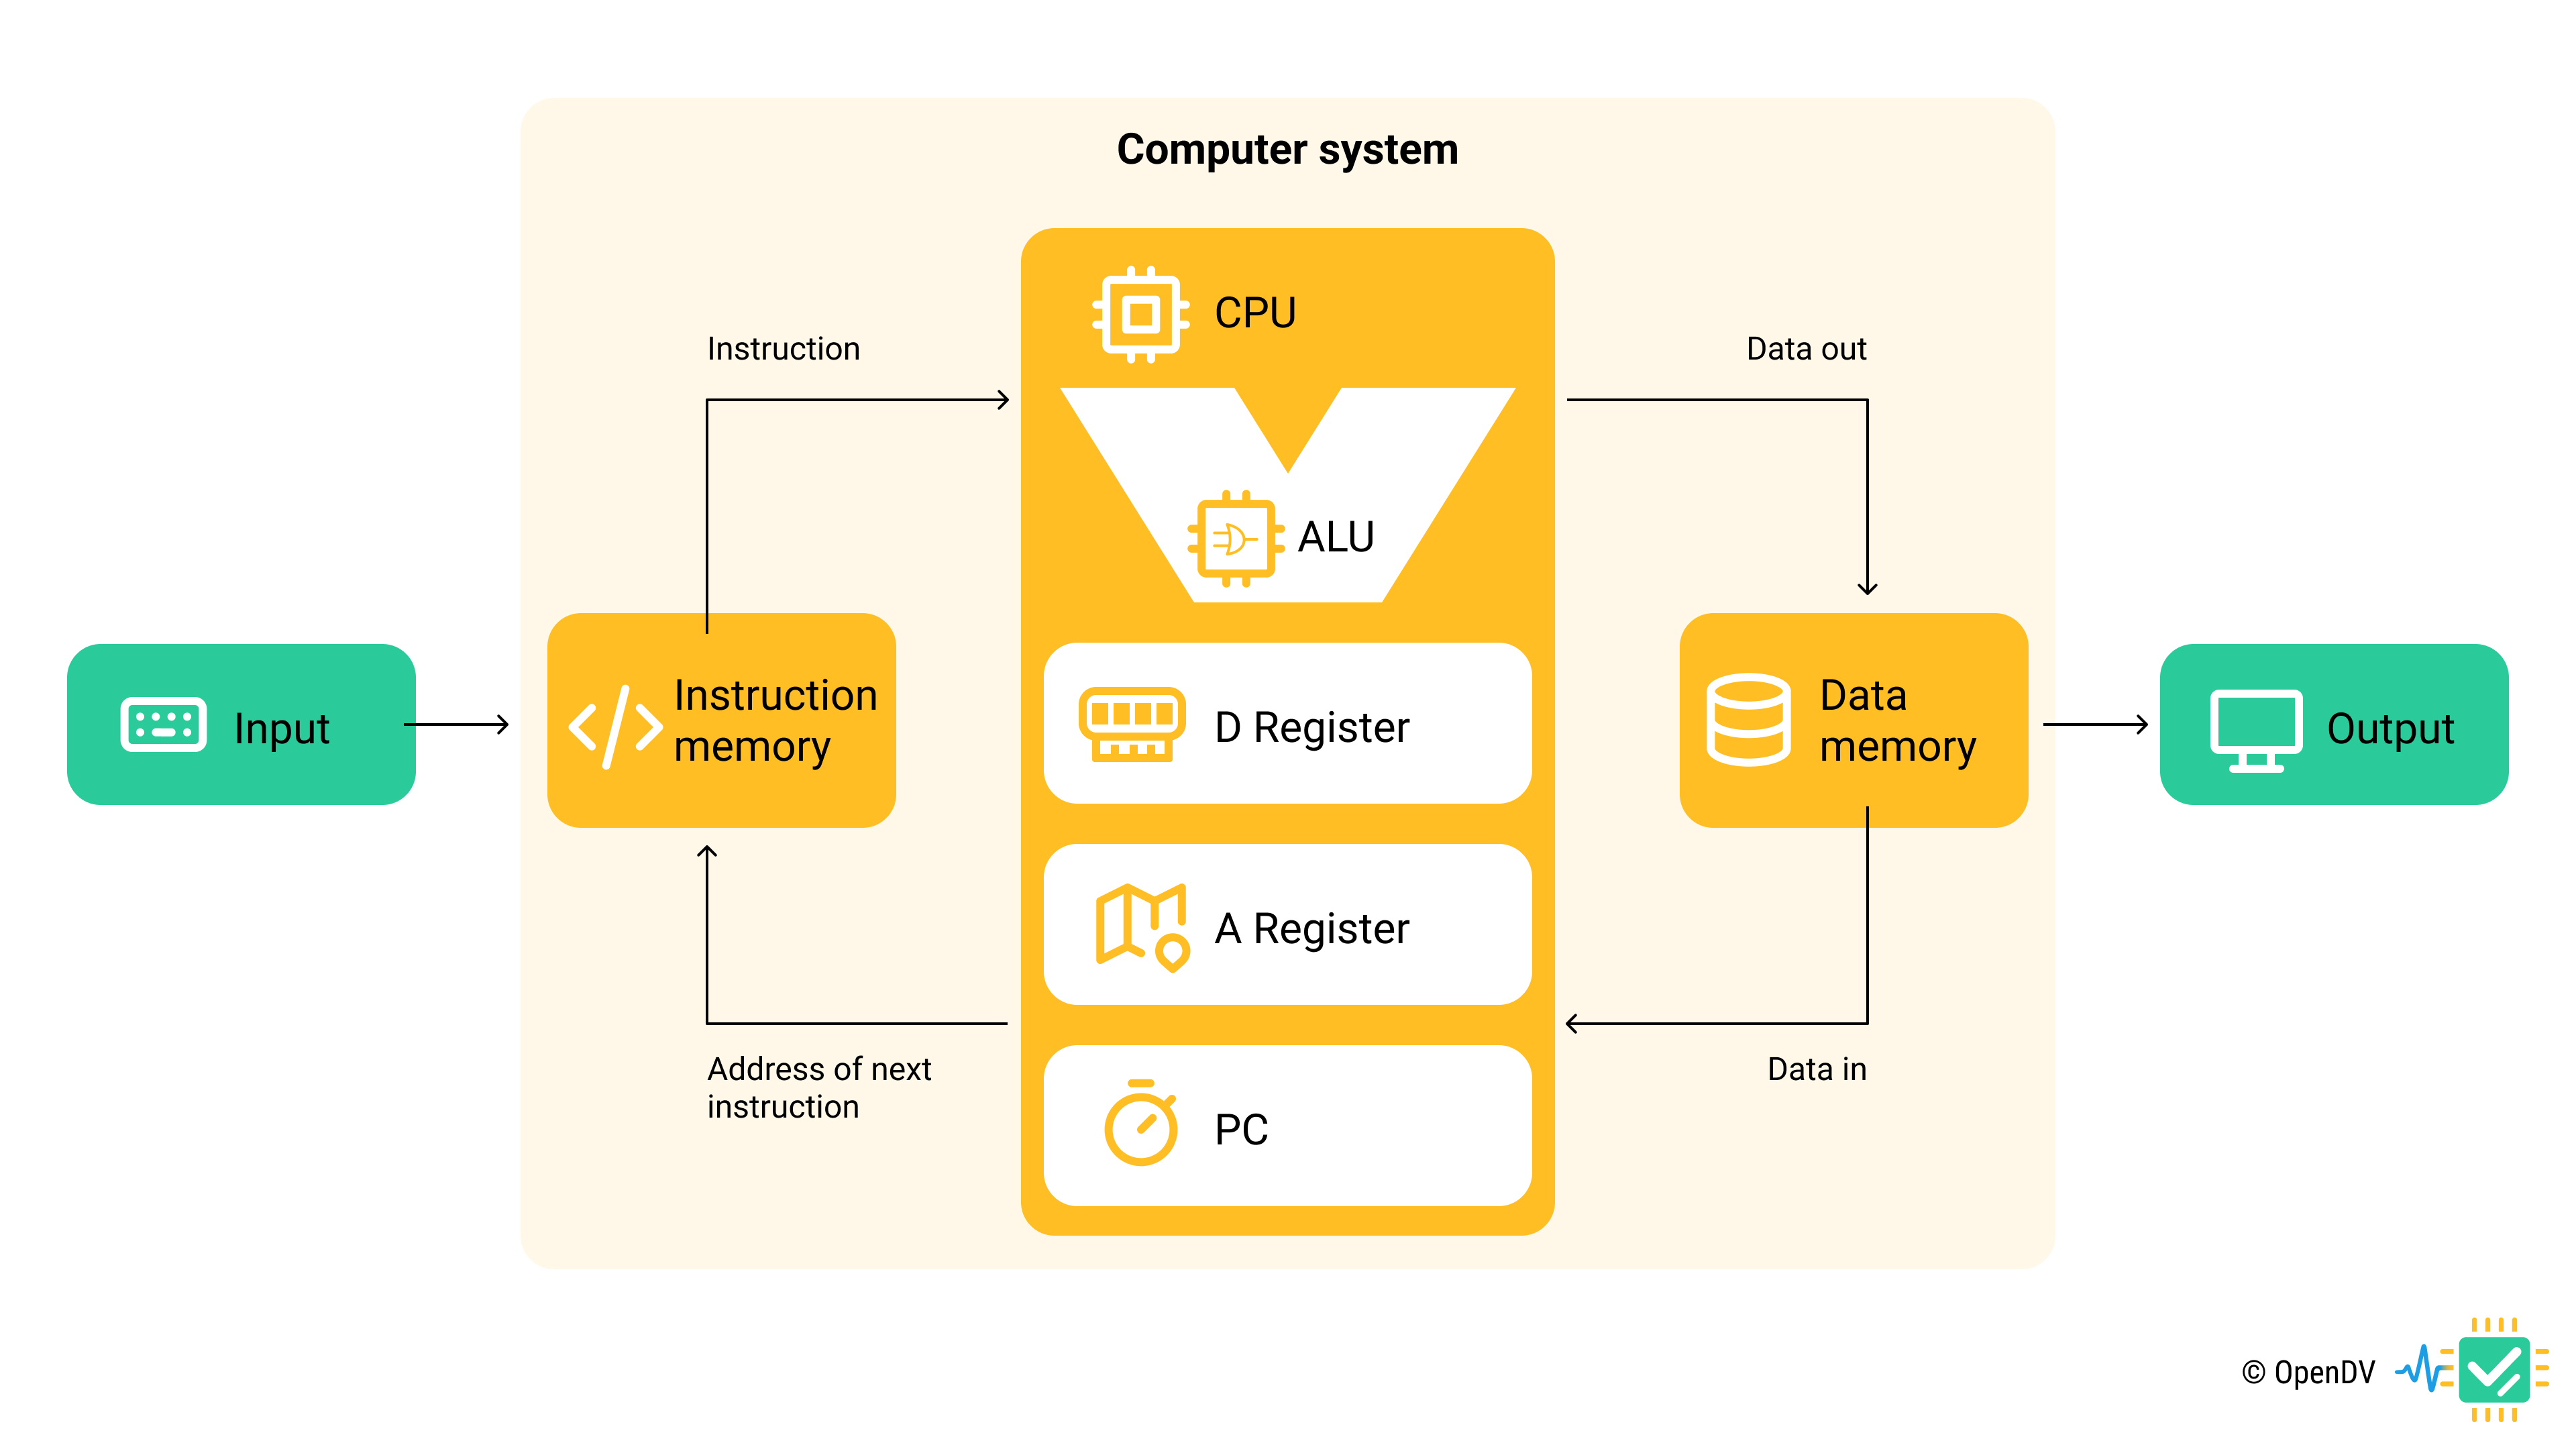 Computer system
CPU
Instruction
Data out
ALU
Input
Instruction
memory
D Register
Data
memory
Output
A Register
Address of next
instruction
Data in
PC
© OpenDV